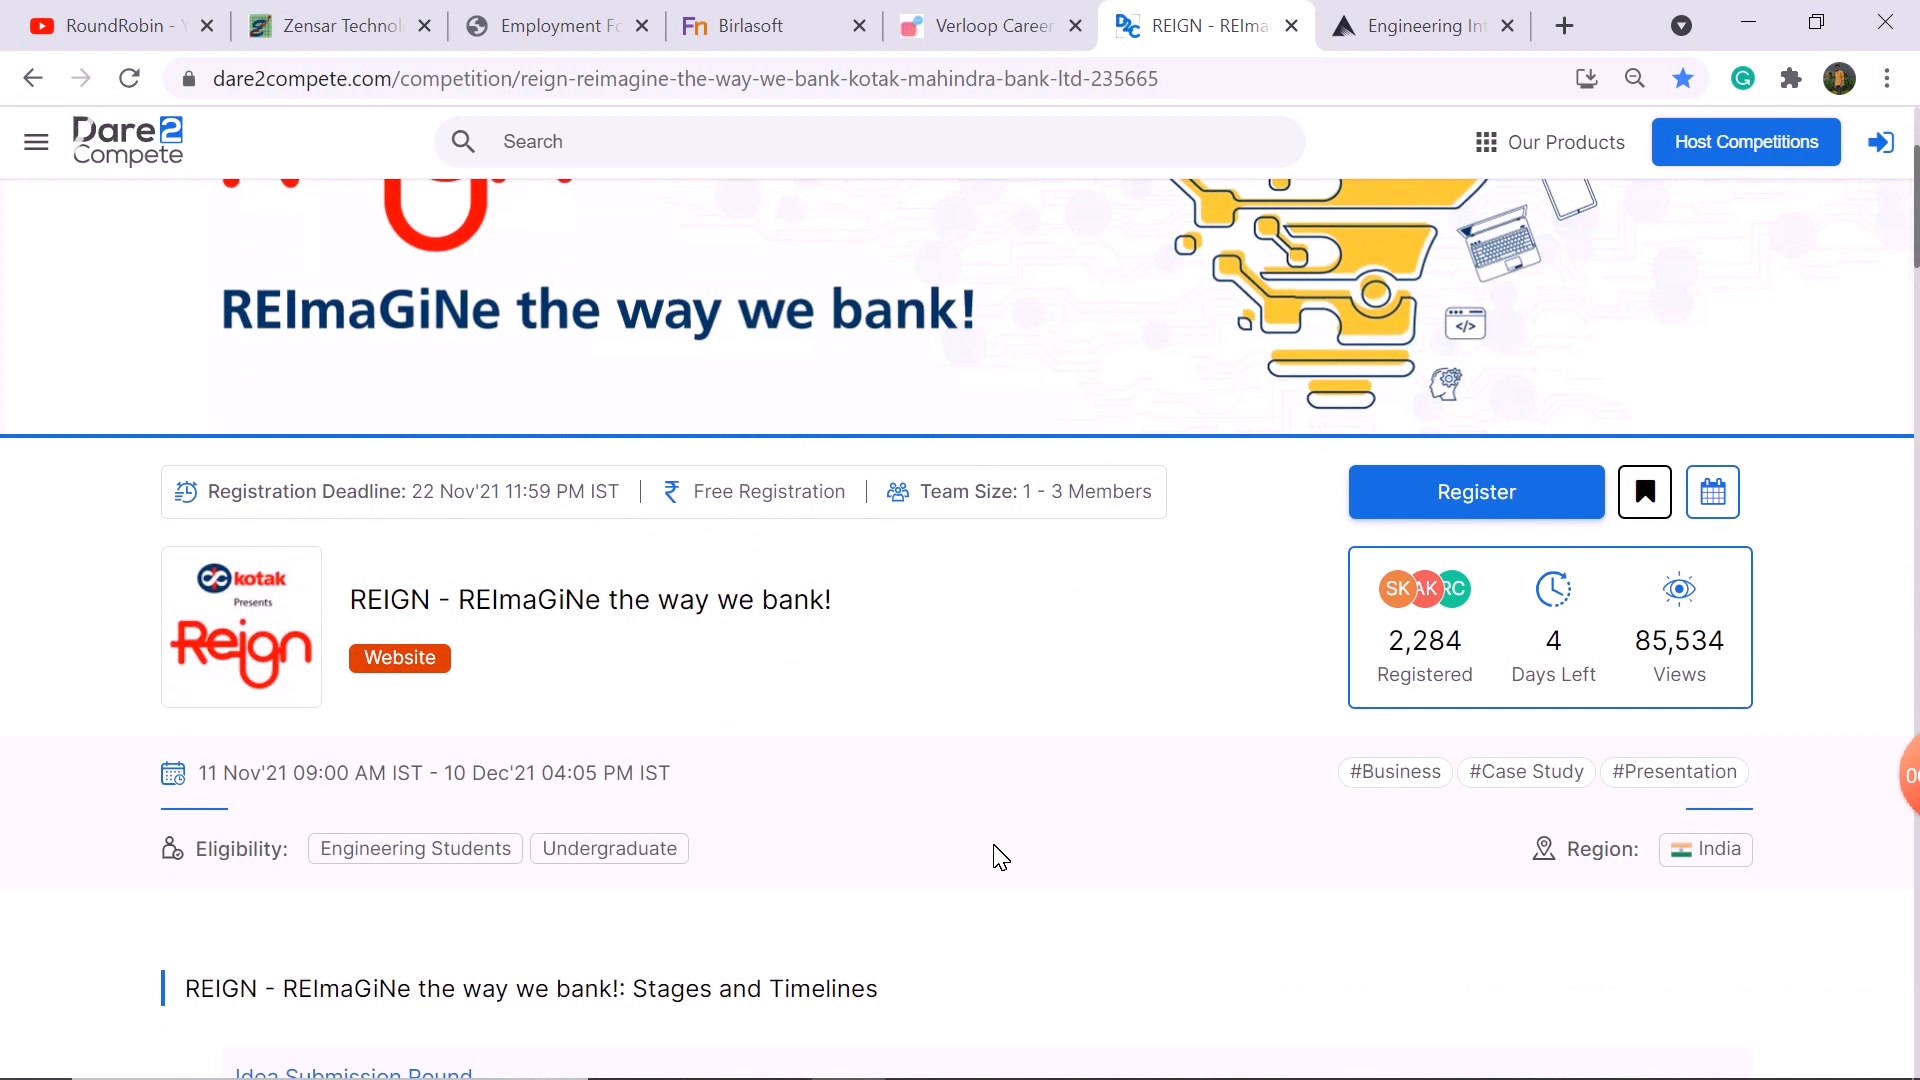 RoundRobin - Y
Zensar Technol
Employment Fo
Birlasoft
Verloop Career
REIGN - REIma
Engineering Int
dare2compete.com/competition/reign-reimagine-the-way-we-bank-kotak-mahindra-bank-ltd-235665
Dare2
Compete
Search
Our Products
Host Competitions
REImaGiNe the way we bank!
</>
Registration Deadline: 22 Nov'21 11:59 PM IST
Free Registration
Team Size: 1 - 3 Members
Register
kotak
Presents
Reign
REIGN - REImaGiNe the way we bank!
Website
SK AK RC
2,284
Registered
4
Days Left
85,534
Views
11 Nov'21 09:00 AM IST - 10 Dec'21 04:05 PM IST
#Business
#Case Study
#Presentation
Eligibility:
Engineering Students
Undergraduate
Region:
India
REIGN - REImaGiNe the way we bank!: Stages and Timelines
Idea Submission Round